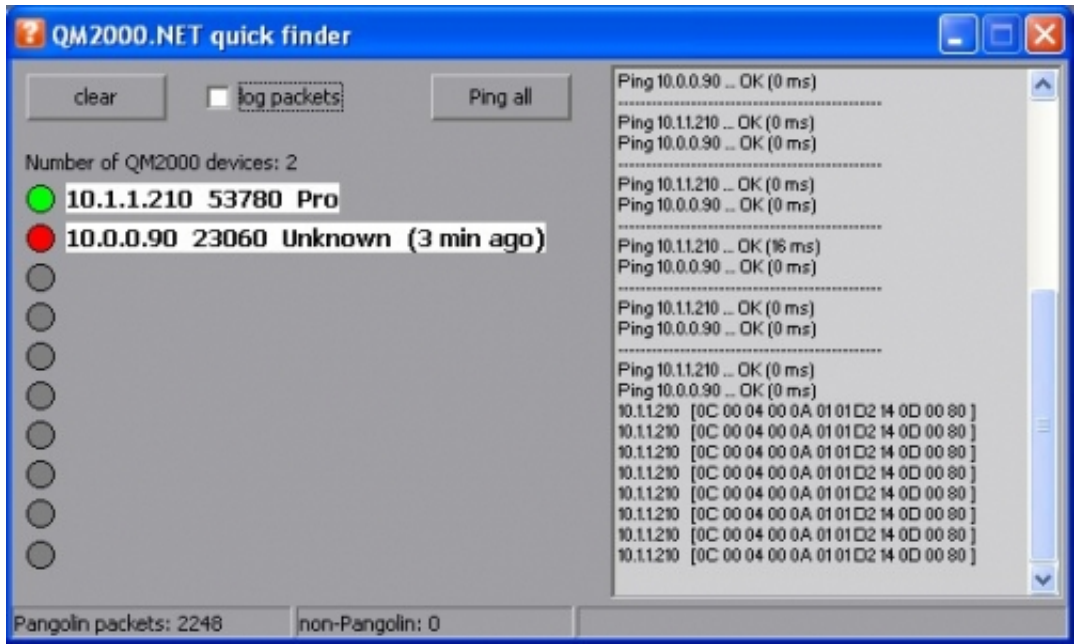 QM2000.NET quick finder
clear
log packets
Ping all
Number of QM2000 devices: 2
10.1.1.210 53780 Pro
10.0.0.90 23060 Unknown (3 min ago)
Ping 10.0.0.90 ... OK (0 ms)
--------------------------------------------
Ping 10.1.1.210 ... OK (0 ms)
Ping 10.0.0.90 ... OK (0 ms)
--------------------------------------------
Ping 10.1.1.210 ... OK (0 ms)
Ping 10.0.0.90 ... OK (0 ms)
--------------------------------------------
Ping 10.1.1.210 ... OK (16 ms)
Ping 10.0.0.90 ... OK (0 ms)
--------------------------------------------
Ping 10.1.1.210 ... OK (0 ms)
Ping 10.0.0.90 ... OK (0 ms)
--------------------------------------------
Ping 10.1.1.210 ... OK (0 ms)
Ping 10.0.0.90 ... OK (0 ms)
10.1.1.210 [0C 00 04 00 0A 01 01 D2 14 0D 00 80 ]
10.1.1.210 [0C 00 04 00 0A 01 01 D2 14 0D 00 80 ]
10.1.1.210 [0C 00 04 00 0A 01 01 D2 14 0D 00 80 ]
10.1.1.210 [0C 00 04 00 0A 01 01 D2 14 0D 00 80 ]
10.1.1.210 [0C 00 04 00 0A 01 01 D2 14 0D 00 80 ]
10.1.1.210 [0C 00 04 00 0A 01 01 D2 14 0D 00 80 ]
10.1.1.210 [0C 00 04 00 0A 01 01 D2 14 0D 00 80 ]
10.1.1.210 [0C 00 04 00 0A 01 01 D2 14 0D 00 80 ]
Pangolin packets: 2248
non-Pangolin: 0